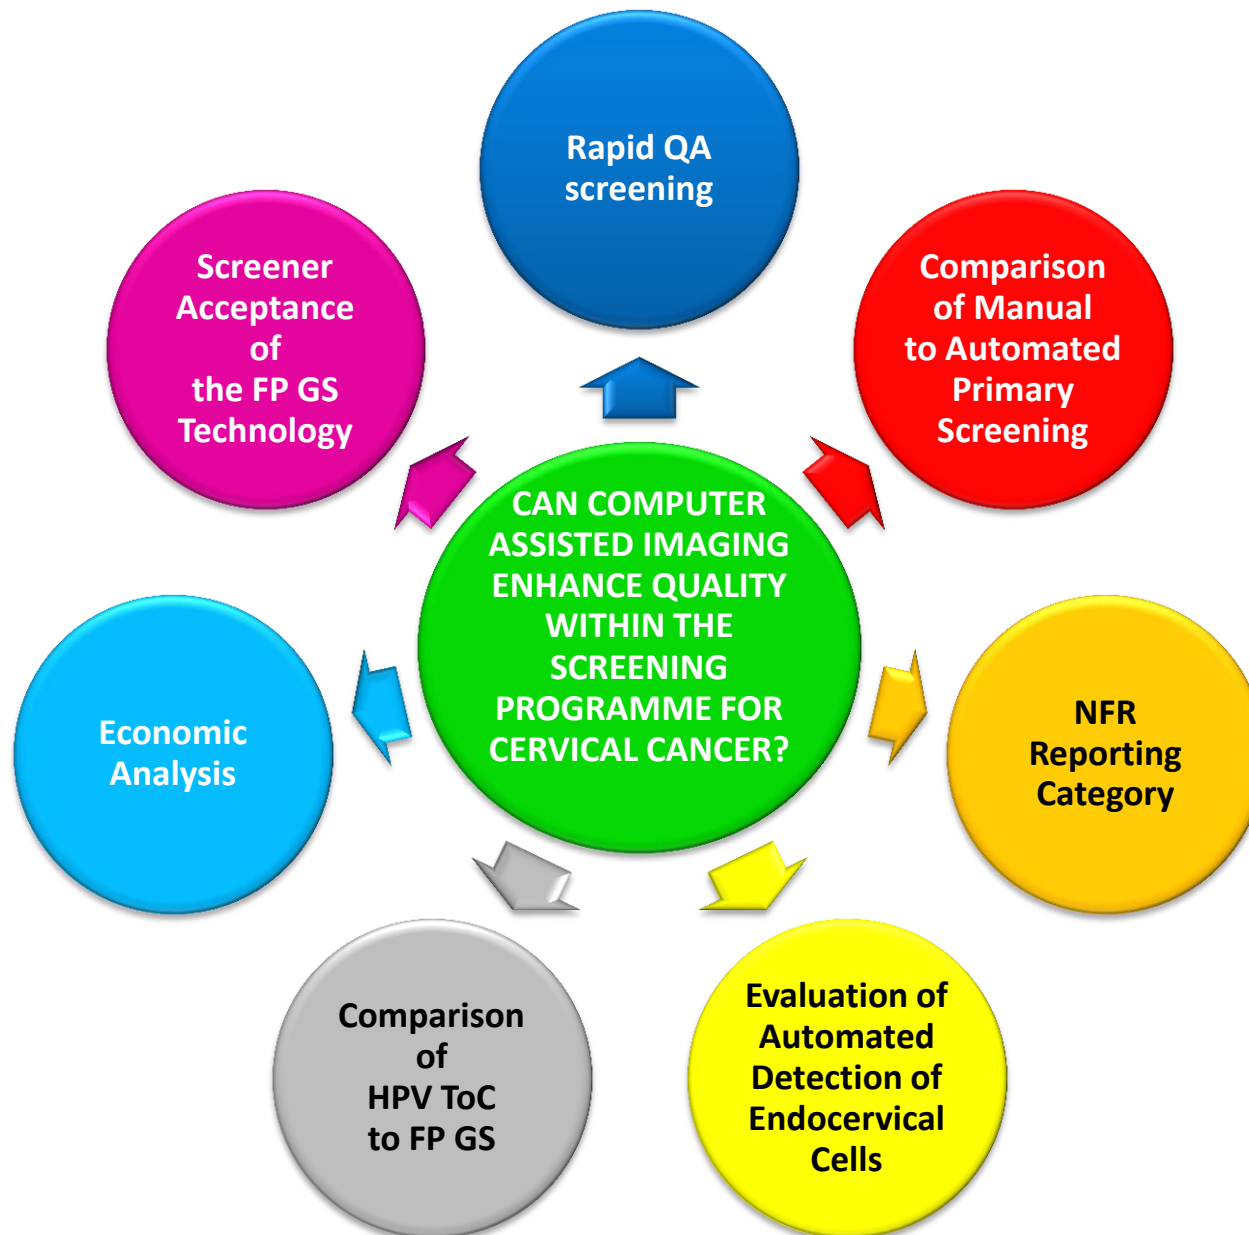 Rapid QA
screening
Comparison
of Manual
to Automated
Primary
Screening
NFR
Reporting
Category
Evaluation of
Automated
Detection of
Endocervical
Cells
Comparison
of
HPV ToC
to FP GS
Economic
Analysis
Screener
Acceptance
of
the FP GS
Technology
CAN COMPUTER
ASSISTED IMAGING
ENHANCE QUALITY
WITHIN THE
SCREENING
PROGRAMME FOR
CERVICAL CANCER?